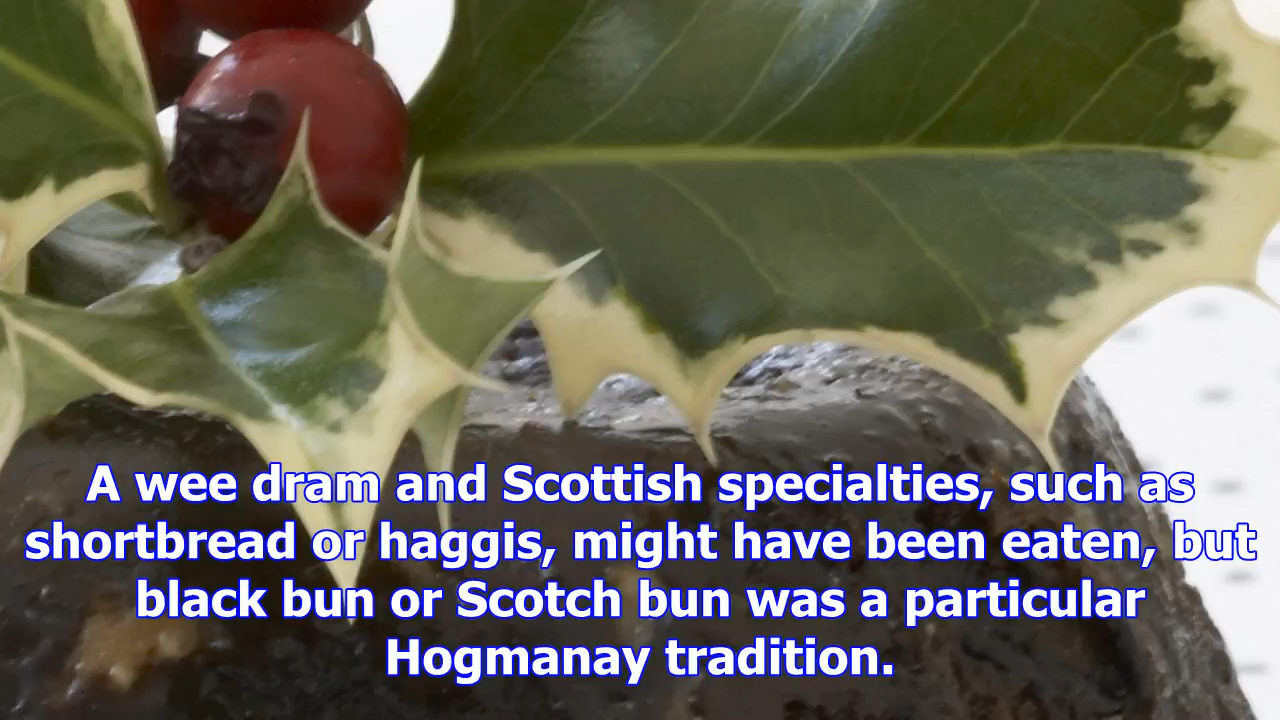 A wee dram and Scottish specialties, such as
shortbread or haggis, might have been eaten, but
black bun or Scotch bun was a particular
Hogmanay tradition.